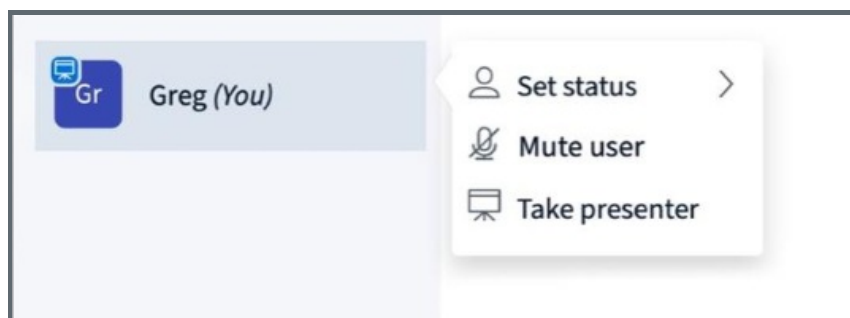 Gr
Greg (You)
Set status
Mute user
Take presenter